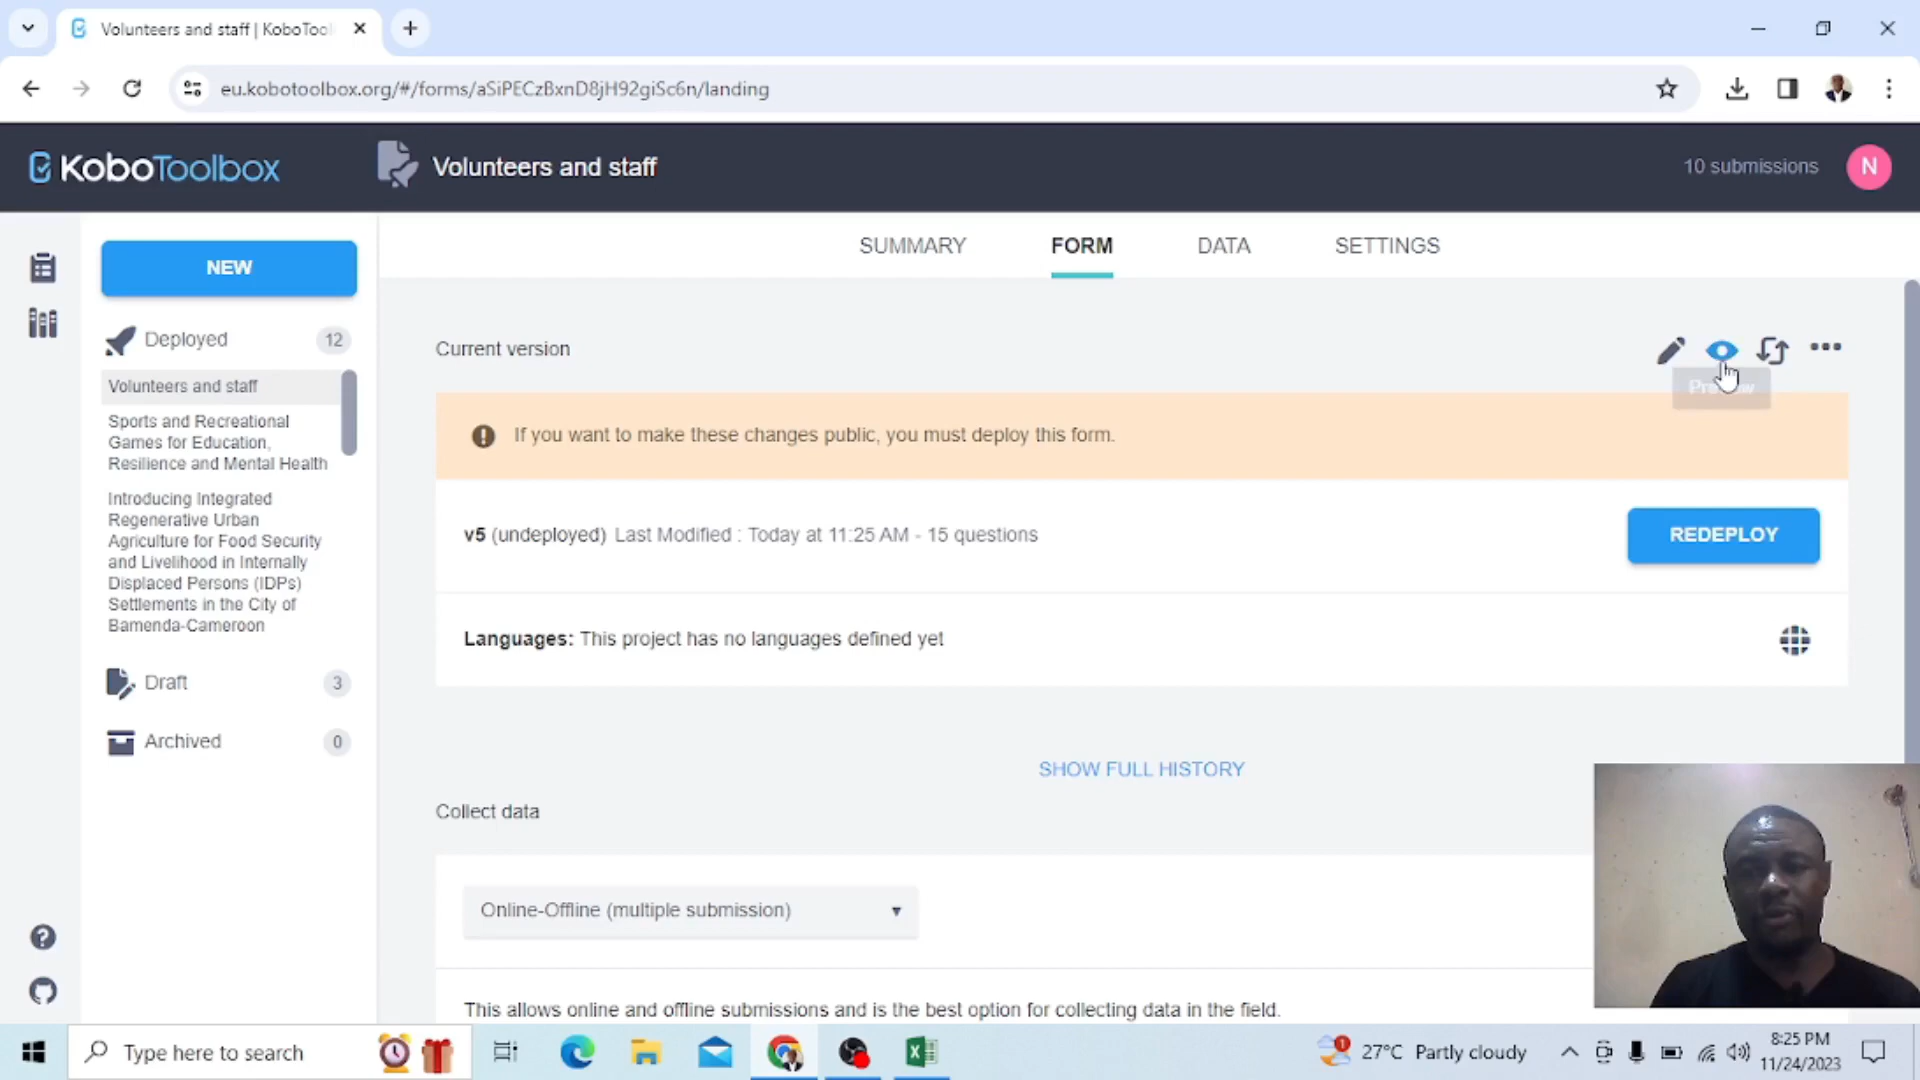 Volunteers and staff | KoboTool
eu.kobotoolbox.org/#/forms/aSiPECzBxnD8jH92giSc6n/landing
KoboToolbox
Volunteers and staff
10 submissions
N
NEW
SUMMARY
FORM
DATA
SETTINGS
Deployed
12
Volunteers and staff
Sports and Recreational
Games for Education,
Resilience and Mental Health
Introducing Integrated
Regenerative Urban
Agriculture for Food Security
and Livelihood in Internally
Displaced Persons (IDPs)
Settlements in the City of
Bamenda-Cameroon
Draft
3
Archived
0
Current version
If you want to make these changes public, you must deploy this form.
v5 (undeployed) Last Modified : Today at 11:25 AM - 15 questions
REDEPLOY
Languages: This project has no languages defined yet
SHOW FULL HISTORY
Collect data
Online-Offline (multiple submission)
This allows online and offline submissions and is the best option for collecting data in the field.
Type here to search
1
27°C Partly cloudy
8:25 PM
11/24/2023